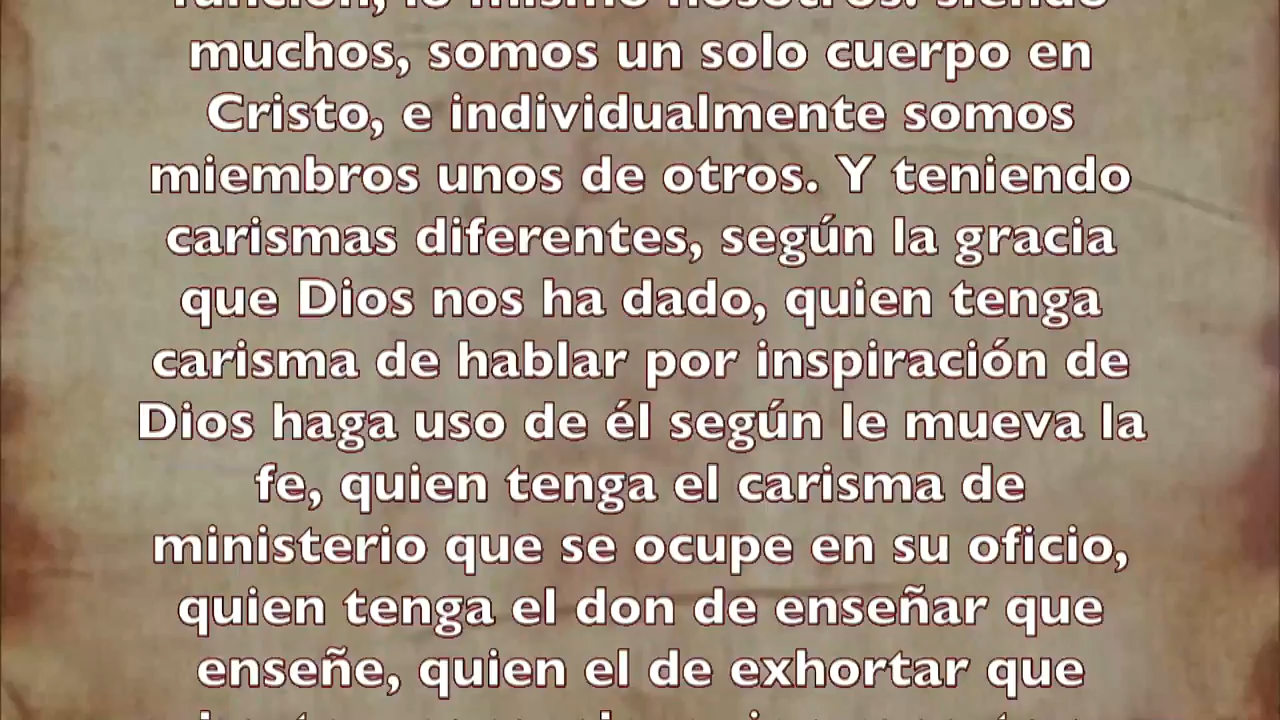 función, lo mismo nosotros: siendo
muchos, somos un solo cuerpo en
Cristo, e individualmente somos
miembros unos de otros. Y teniendo
carismas diferentes, según la gracia
que Dios nos ha dado, quien tenga
carisma de hablar por inspiración de
Dios haga uso de él según le mueva la
fe, quien tenga el carisma de
ministerio que se ocupe en su oficio,
quien tenga el don de enseñar que
enseñe, quien el de exhortar que